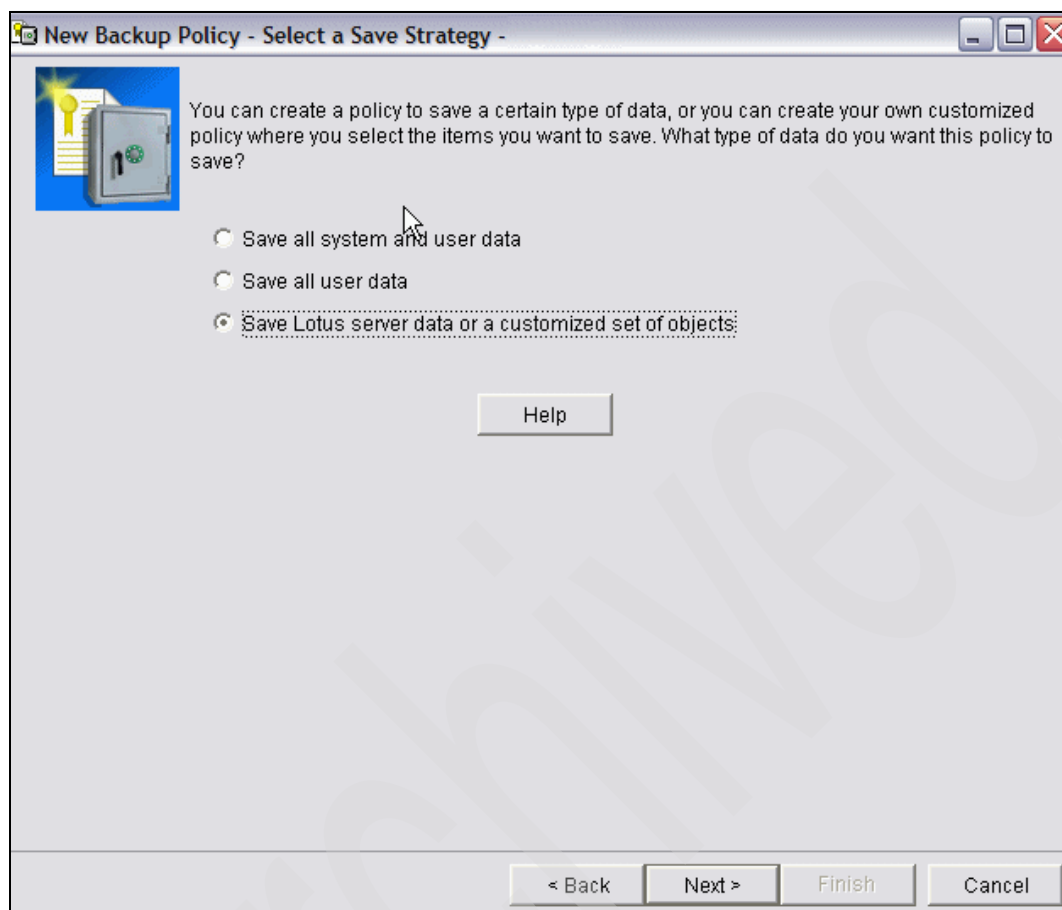 New Backup Policy - Select a Save Strategy -
You can create a policy to save a certain type of data, or you can create your own customized
policy where you select the items you want to save. What type of data do you want this policy to
save?
Save all system and user data
Save all user data
Save Lotus server data or a customized set of objects
Help
< Back
Next >
Finish
Cancel
rchived